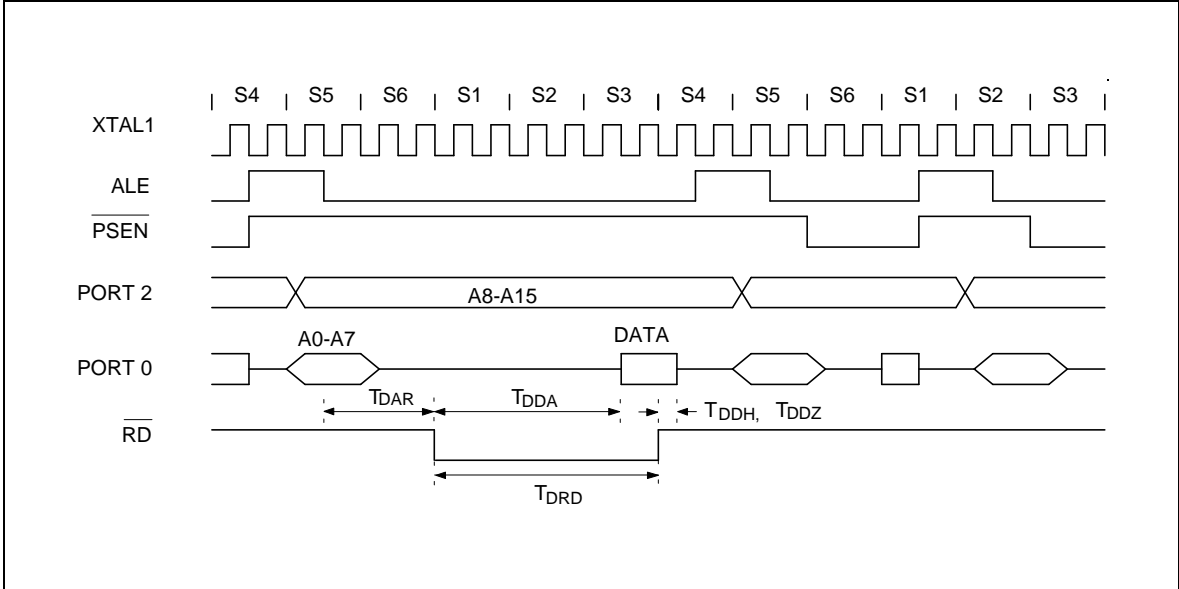 S4 S5 S6 S1 S2 S3 S4 S5 S6 S1 S2 S3
XTAL1
ALE
PSEN
PORT 2
A8-A15
A0-A7
DATA
PORT 0
TDAR
TDDA
TDDH, TDDZ
RD
TDRD